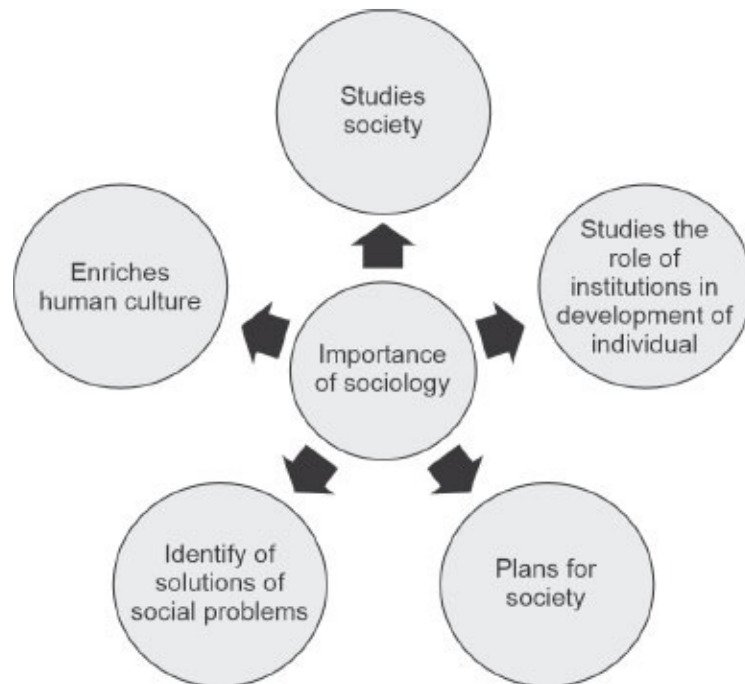 Studies
society
Studies the
role of
institutions in
development of
individual
Enriches
human culture
Importance
of sociology
Identify of
solutions of
social problems
Plans for
society